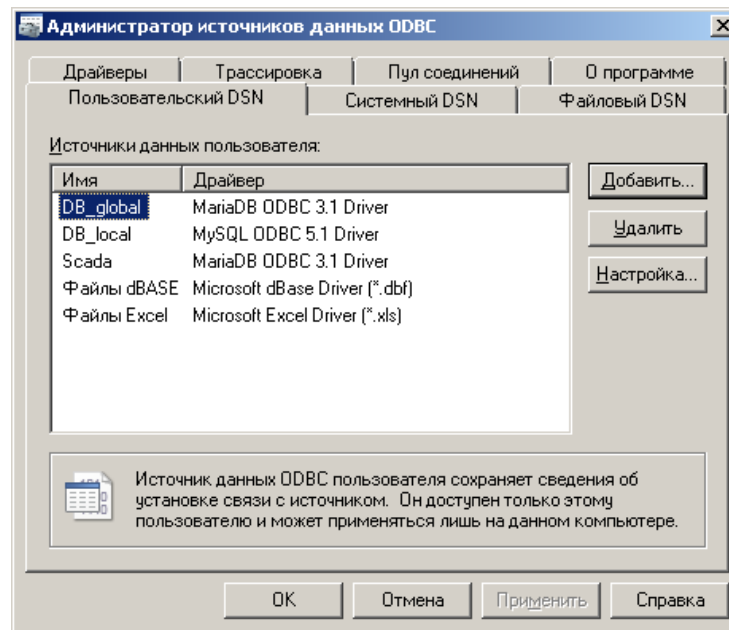 Администратор источников данных ODBC
Драйверы Трассировка Пул соединений О программе
Пользовательский DSN Системный DSN Файловый DSN
Источники данных пользователя:
Имя Драйвер
DB_global MariaDB ODBC 3.1 Driver
DB_local MySQL ODBC 5.1 Driver
Scada MariaDB ODBC 3.1 Driver
Файлы dBASE Microsoft dBase Driver (*.dbf)
Файлы Excel Microsoft Excel Driver (*.xls)
Добавить...
Удалить
Настройка...
Источник данных ODBC пользователя сохраняет сведения об
установке связи с источником. Он доступен только этому
пользователю и может применяться лишь на данном компьютере.
OK Отмена Применить Справка